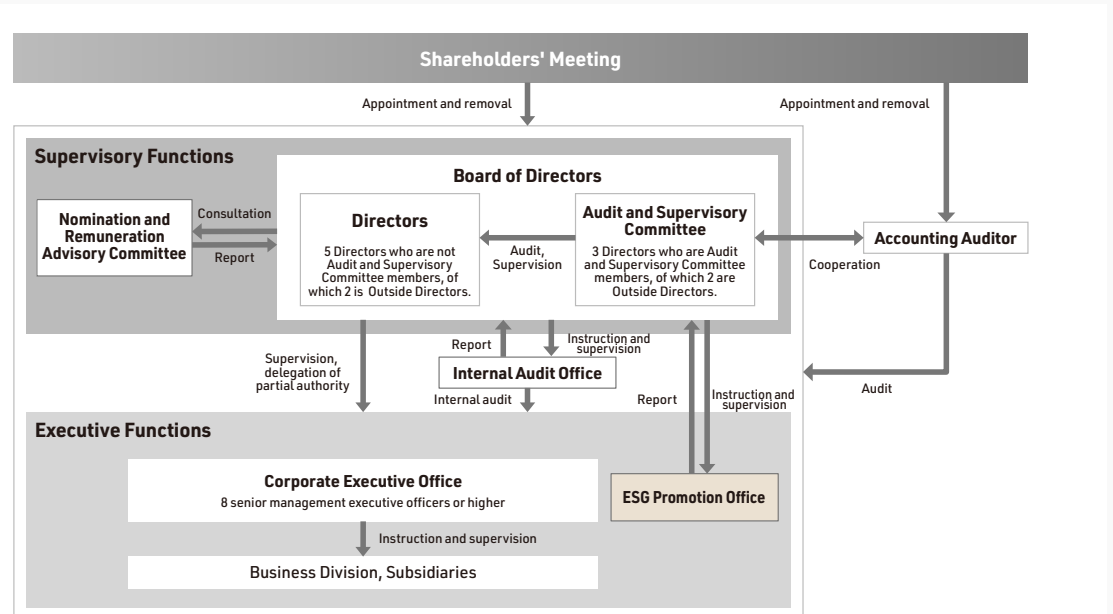 Shareholders' Meeting
Appointment and removal
Appointment and removal
Supervisory Functions
Board of Directors
Nomination and
Remuneration
Advisory Committee
Consultation
Report
Directors
5 Directors who are not
Audit and Supervisory
Committee members, of
which 2 is Outside Directors.
Audit,
Supervision
Audit and Supervisory
Committee
3 Directors who are Audit
and Supervisory Committee
members, of which 2 are
Outside Directors.
Cooperation
Accounting Auditor
Supervision,
delegation of
partial authority
Report
Instruction and
supervision
Internal Audit Office
Internal audit
Report
Instruction and
supervision
Audit
Executive Functions
Corporate Executive Office
8 senior management executive officers or higher
Instruction and supervision
Business Division, Subsidiaries
ESG Promotion Office